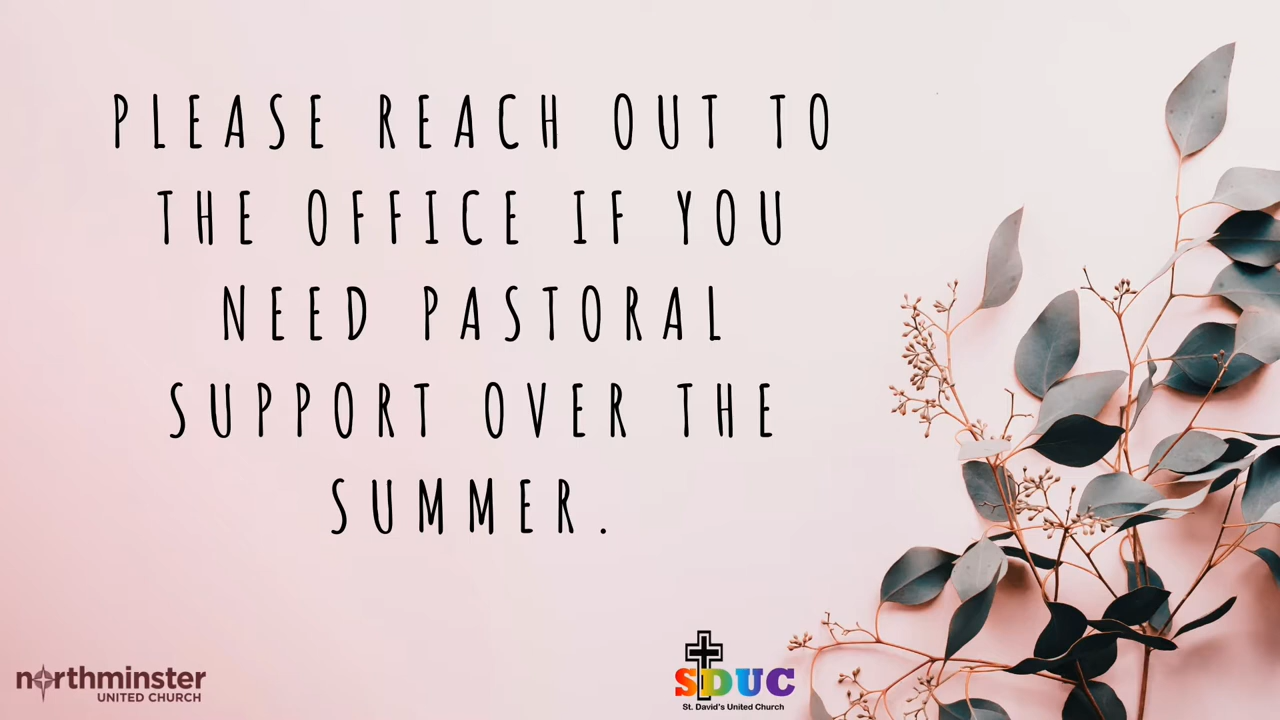 PLEASE REACH OUT TO
THE OFFICE IF YOU
NEED PASTORAL
SUPPORT OVER THE
SUMMER.
northminster
UNITED CHURCH
SDUC
St. David's United Church